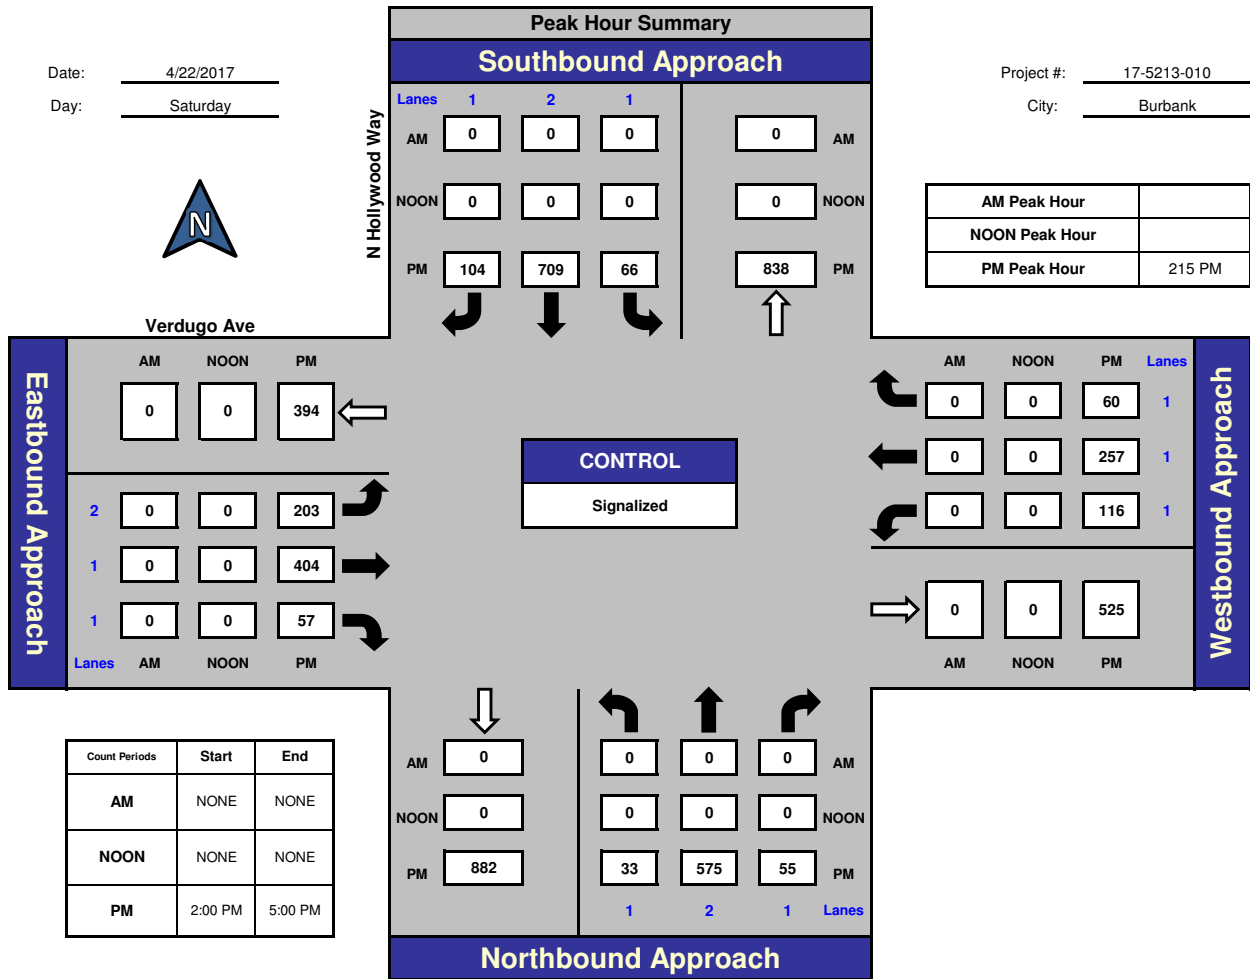 Peak Hour Summary
Southbound Approach
Date: 4/22/2017
Day: Saturday
Project #: 17-5213-010
City: Burbank
N Hollywood Way
Lanes 1 2 1
AM 0 0 0 0 AM
NOON 0 0 0 0 NOON
PM 104 709 66 838 PM
N
AM Peak Hour
NOON Peak Hour
PM Peak Hour 215 PM
Verdugo Ave
Eastbound Approach
AM NOON PM
0 0 394
2 0 0 203
1 0 0 404
1 0 0 57
Lanes AM NOON PM
CONTROL
Signalized
AM NOON PM Lanes
0 0 60 1
0 0 257 1
0 0 116 1
0 0 525
AM NOON PM
Westbound Approach
Count Periods Start End
AM NONE NONE
NOON NONE NONE
PM 2:00 PM 5:00 PM
AM 0 0 0 0 AM
NOON 0 0 0 0 NOON
PM 882 33 575 55 PM
1 2 1 Lanes
Northbound Approach